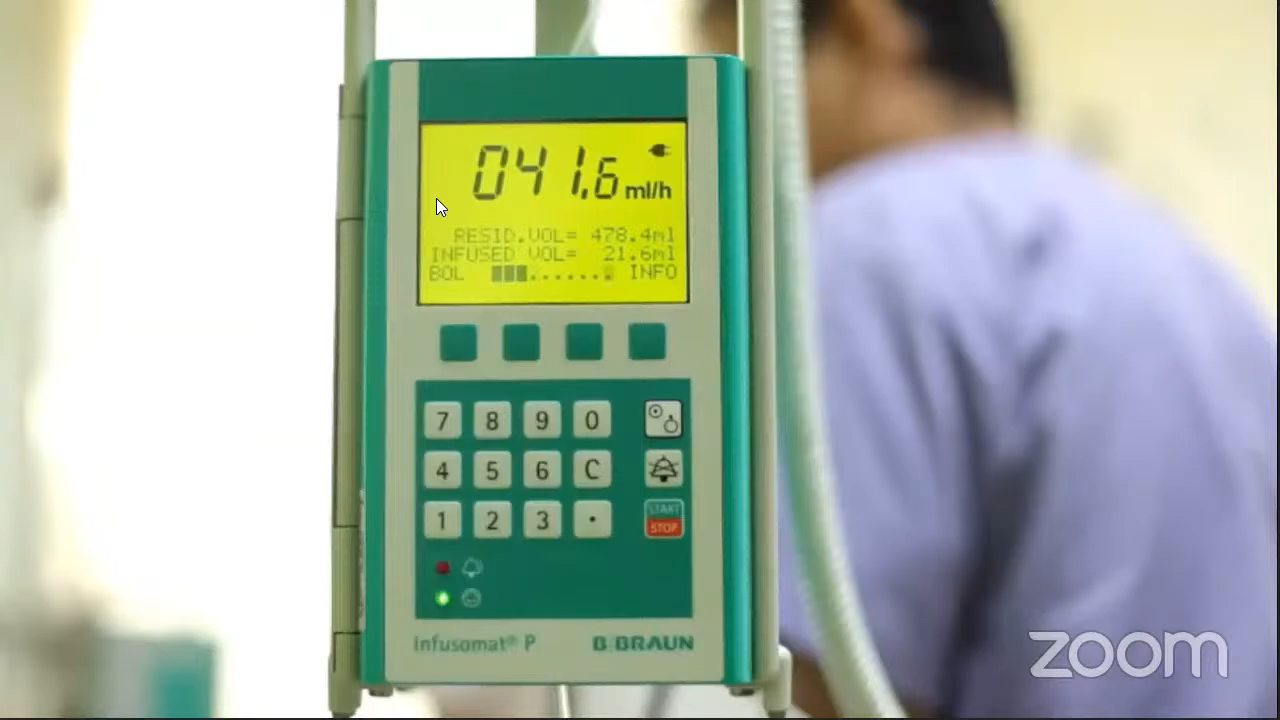 041,6 ml/h
RESID.VOL= 478.4ml
INFUSED VOL= 21.6ml
BOL INFO
7 8 9 0
4 5 6 C
1 2 3 .
START
STOP
Infusomat® P B|BRAUN
zoom